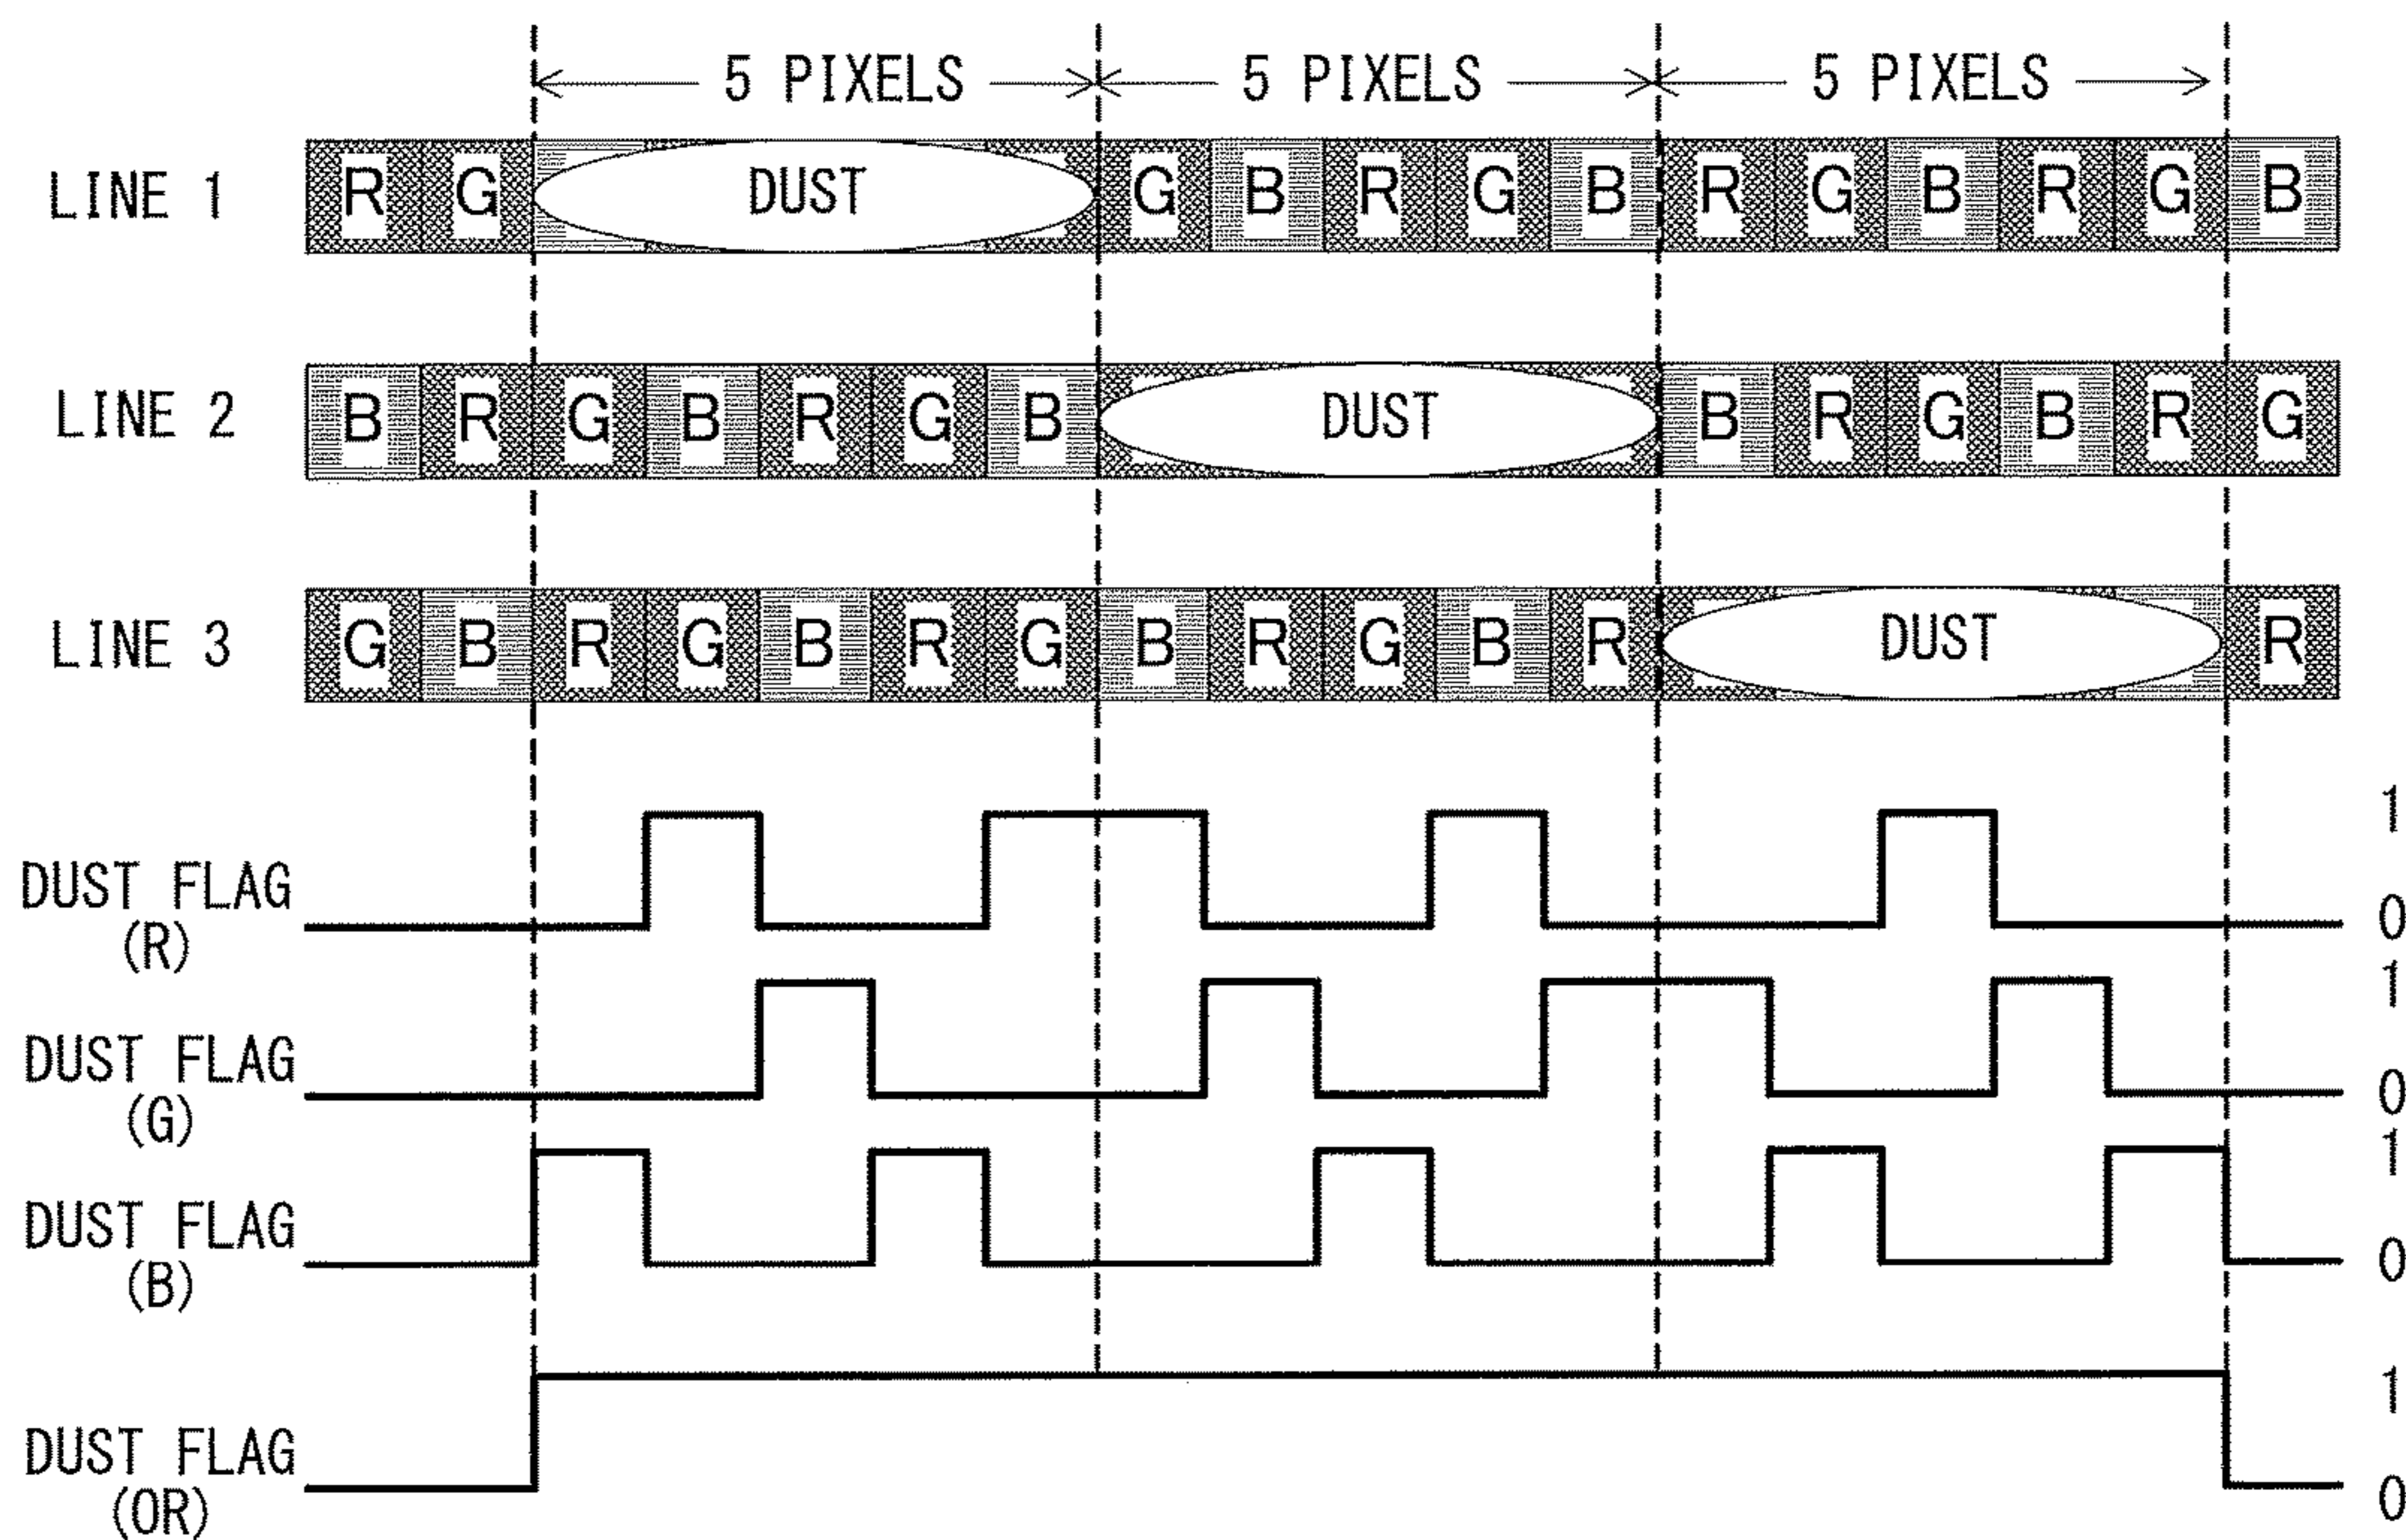 5 PIXELS 5 PIXELS 5 PIXELS
LINE 1 R G DUST G B R G B R G B R G B
LINE 2 B R G B R G B DUST B R G B R G
LINE 3 G B R G B R G B R G B R DUST R
1
DUST FLAG 0
(R)
1
DUST FLAG 0
(G)
1
DUST FLAG 0
(B)
1
DUST FLAG 0
(OR)